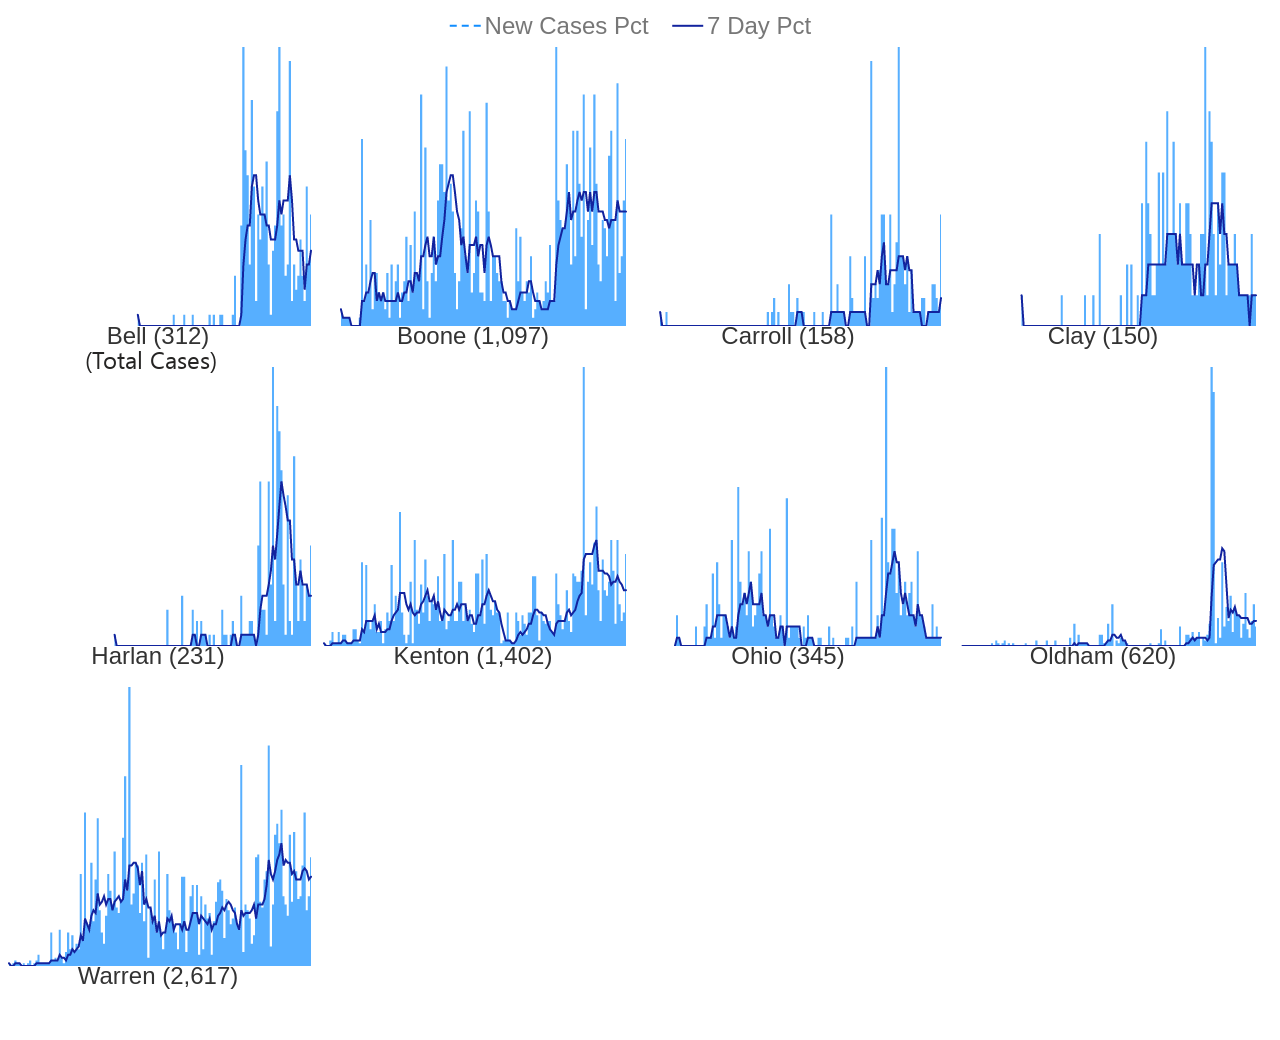 New Cases Pct 7 Day Pct
Bell (312) Boone (1,097) Carroll (158) Clay (150)
(Total Cases)
Harlan (231) Kenton (1,402) Ohio (345) Oldham (620)
Warren (2,617)